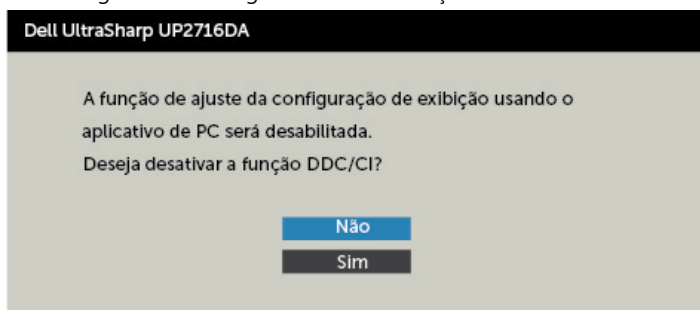 Dell UltraSharp UP2716DA
A função de ajuste da configuração de exibição usando o
aplicativo de PC será desabilitada.
Deseja desativar a função DDC/CI?
Não
Sim